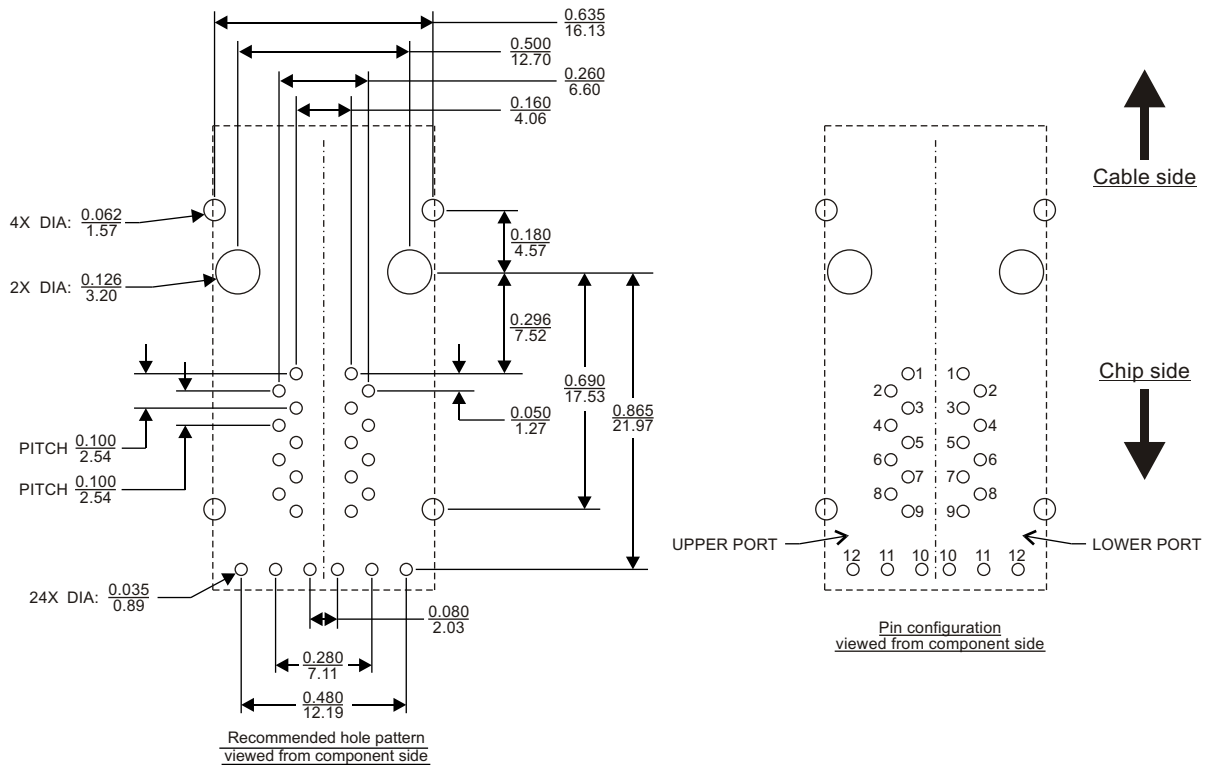 0.635
16.13
0.500
12.70
0.260
6.60
0.160
4.06
4X DIA: 0.062
1.57
0.180
4.57
2X DIA: 0.126
3.20
0.296
7.52
0.690
17.53
0.865
21.97
0.050
1.27
PITCH 0.100
2.54
PITCH 0.100
2.54
24X DIA: 0.035
0.89
0.080
2.03
0.280
7.11
0.480
12.19
Recommended hole pattern
viewed from component side
Cable side
Chip side
1 1
2 2
3 3
4 4
5 5
6 6
7 7
8 8
9 9
UPPER PORT
LOWER PORT
12 11 10 10 11 12
Pin configuration
viewed from component side